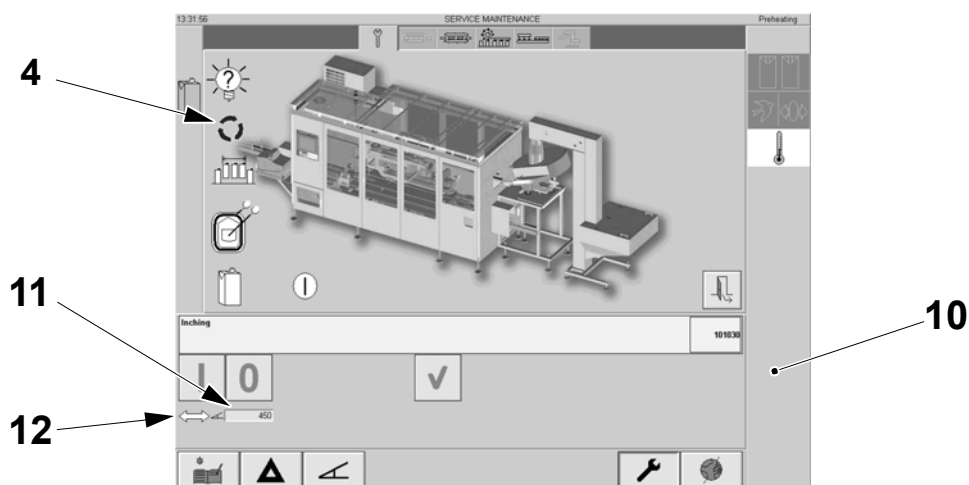 13:31:56 SERVICE MAINTENANCE Preheating
4
11
Inching
101030
10
I 0
450
12